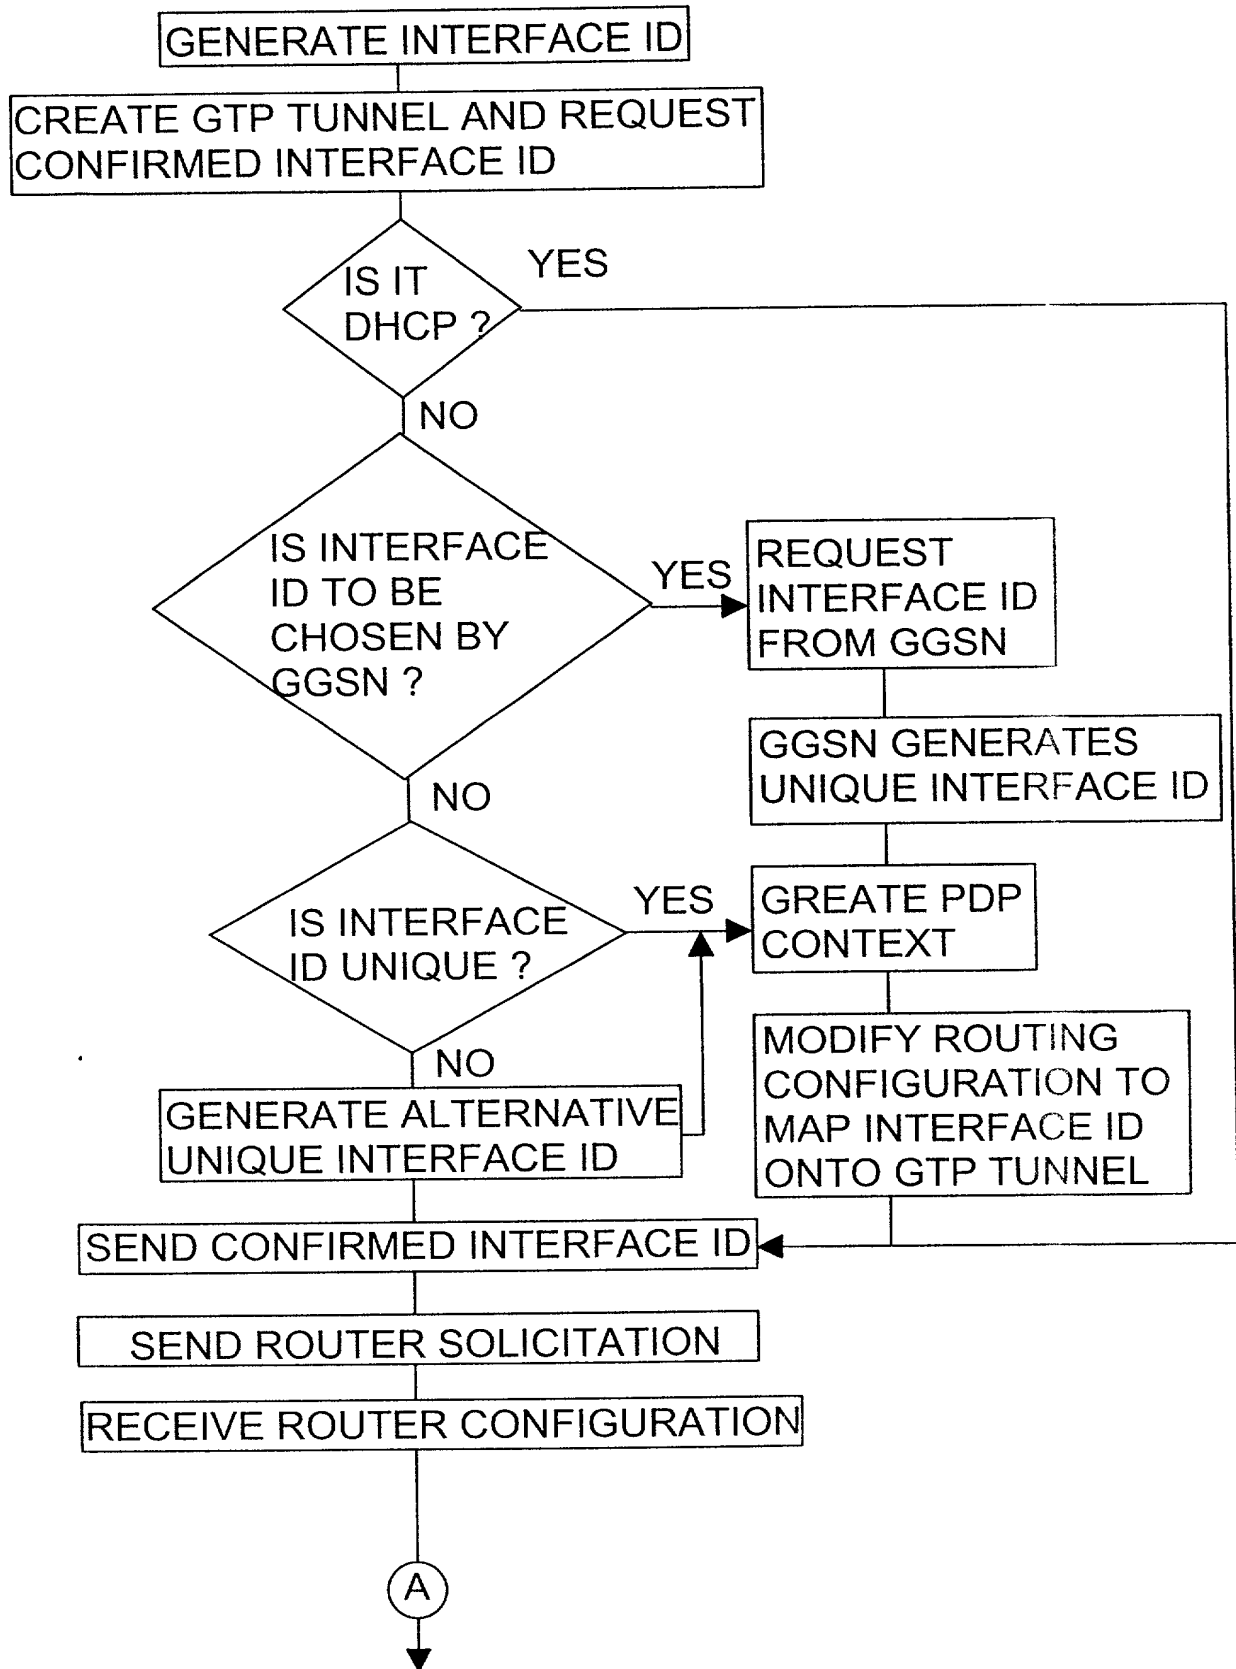 GENERATE INTERFACE ID
CREATE GTP TUNNEL AND REQUEST
CONFIRMED INTERFACE ID
IS IT
DHCP ?
YES
NO
IS INTERFACE
ID TO BE
CHOSEN BY
GGSN ?
YES
REQUEST
INTERFACE ID
FROM GGSN
GGSN GENERATES
UNIQUE INTERFACE ID
NO
IS INTERFACE
ID UNIQUE ?
YES
GREATE PDP
CONTEXT
MODIFY ROUTING
CONFIGURATION TO
MAP INTERFACE ID
ONTO GTP TUNNEL
NO
GENERATE ALTERNATIVE
UNIQUE INTERFACE ID
SEND CONFIRMED INTERFACE ID
SEND ROUTER SOLICITATION
RECEIVE ROUTER CONFIGURATION
A